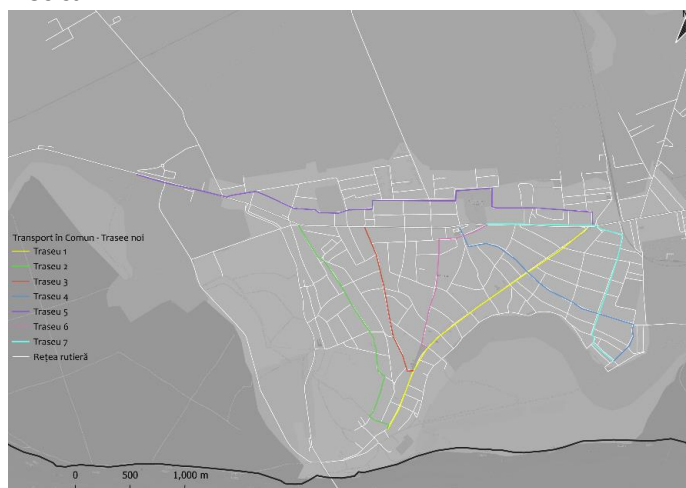 Transport în Comun - Trasee noi
Traseu 1
Traseu 2
Traseu 3
Traseu 4
Traseu 5
Traseu 6
Traseu 7
Rețea rutieră
0 500 1,000 m